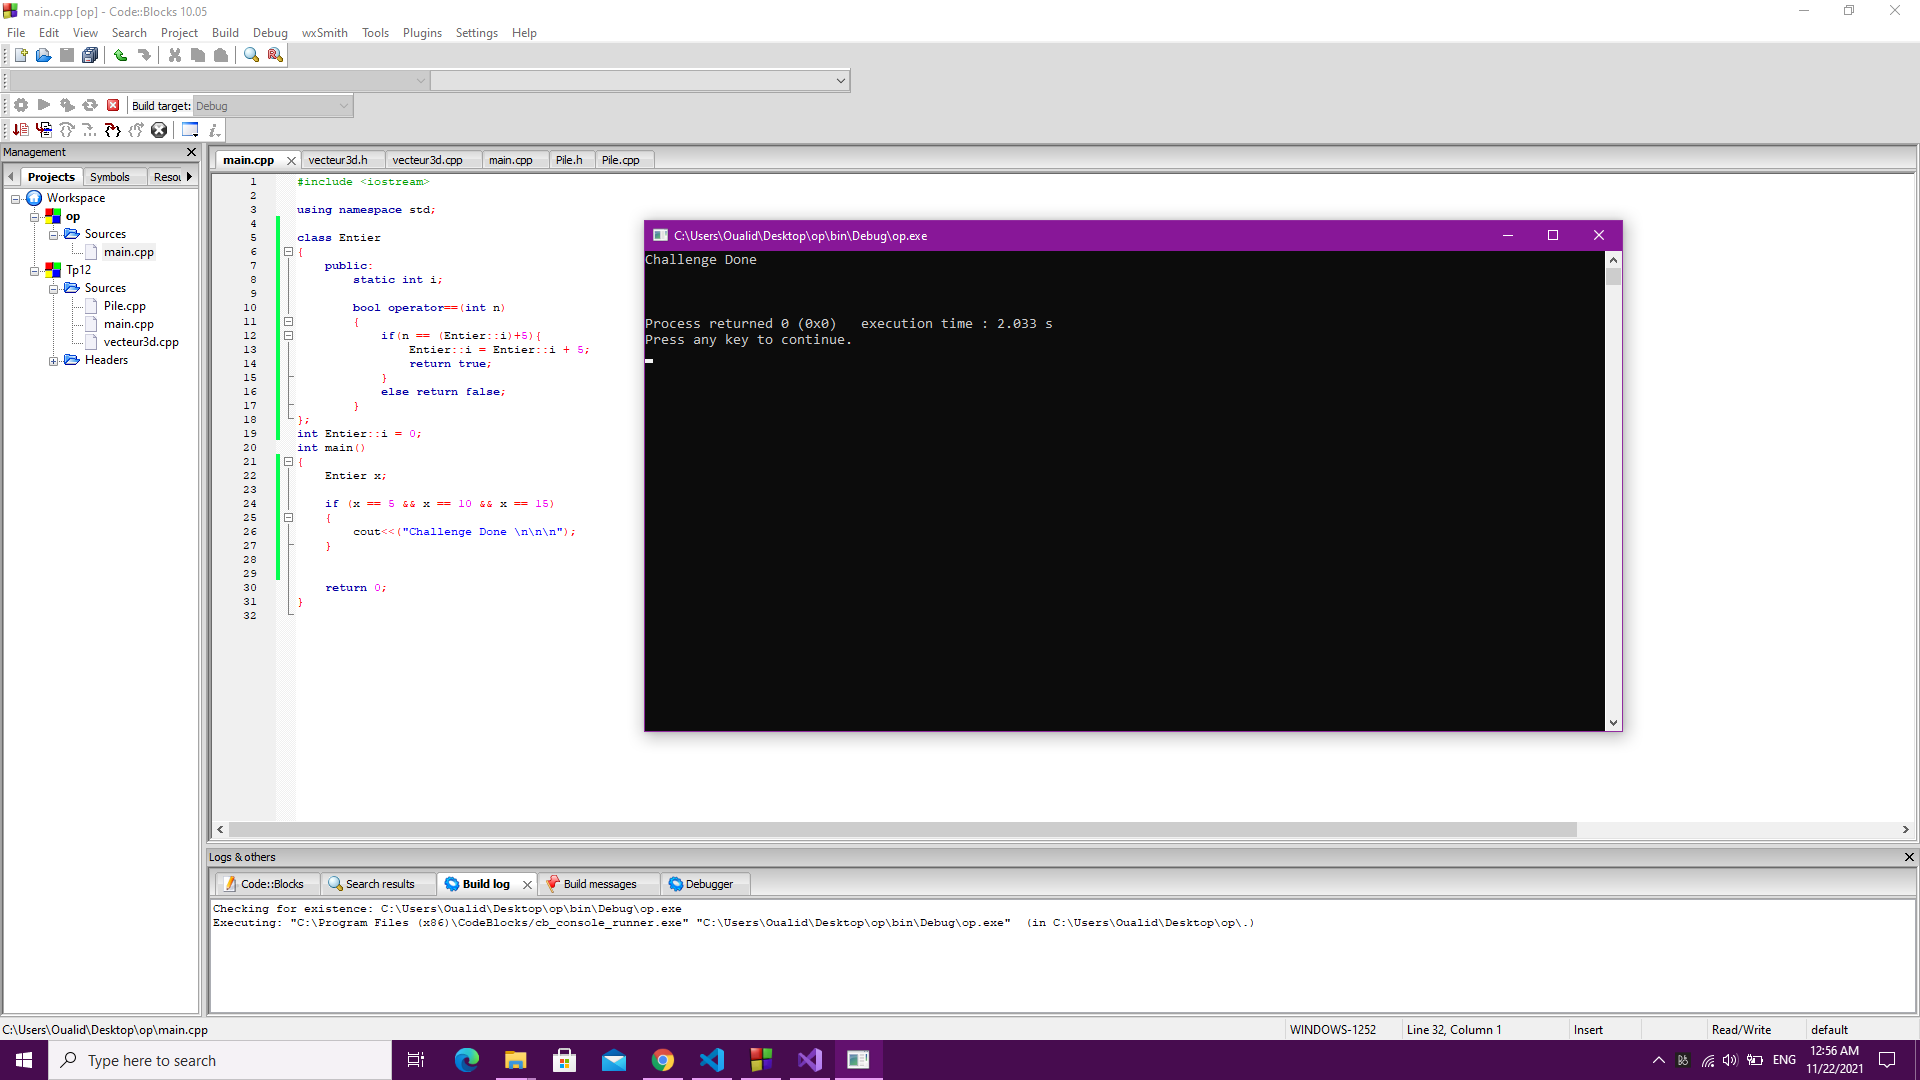 main.cpp [op] - Code::Blocks 10.05
File Edit View Search Project Build Debug wxSmith Tools Plugins Settings Help
Build target: Debug
Management
Projects Symbols Resou
Workspace
op
Sources
main.cpp
Tp12
Sources
Pile.cpp
main.cpp
vecteur3d.cpp
Headers
main.cpp vecteur3d.h vecteur3d.cpp main.cpp Pile.h Pile.cpp
1 #include <iostream>
2
3 using namespace std;
4
5 class Entier
6 {
7 public:
8 static int i;
9
10 bool operator==(int n)
11 {
12 if(n == (Entier::i)+5){
13 Entier::i = Entier::i + 5;
14 return true;
15 }
16 else return false;
17 }
18 };
19 int Entier::i = 0;
20 int main()
21 {
22 Entier x;
23
24 if (x == 5 && x == 10 && x == 15)
25 {
26 cout<<("Challenge Done \n\n\n");
27 }
28
29
30 return 0;
31 }
32
C:\Users\Oualid\Desktop\op\bin\Debug\op.exe
Challenge Done
Process returned 0 (0x0) execution time : 2.033 s
Press any key to continue.
Logs & others
Code::Blocks Search results Build log Build messages Debugger
Checking for existence: C:\Users\Oualid\Desktop\op\bin\Debug\op.exe
Executing: "C:\Program Files (x86)\CodeBlocks/cb_console_runner.exe" "C:\Users\Oualid\Desktop\op\bin\Debug\op.exe" (in C:\Users\Oualid\Desktop\op\.)
C:\Users\Oualid\Desktop\op\main.cpp WINDOWS-1252 Line 32, Column 1 Insert Read/Write default
Type here to search
ENG
12:56 AM
11/22/2021